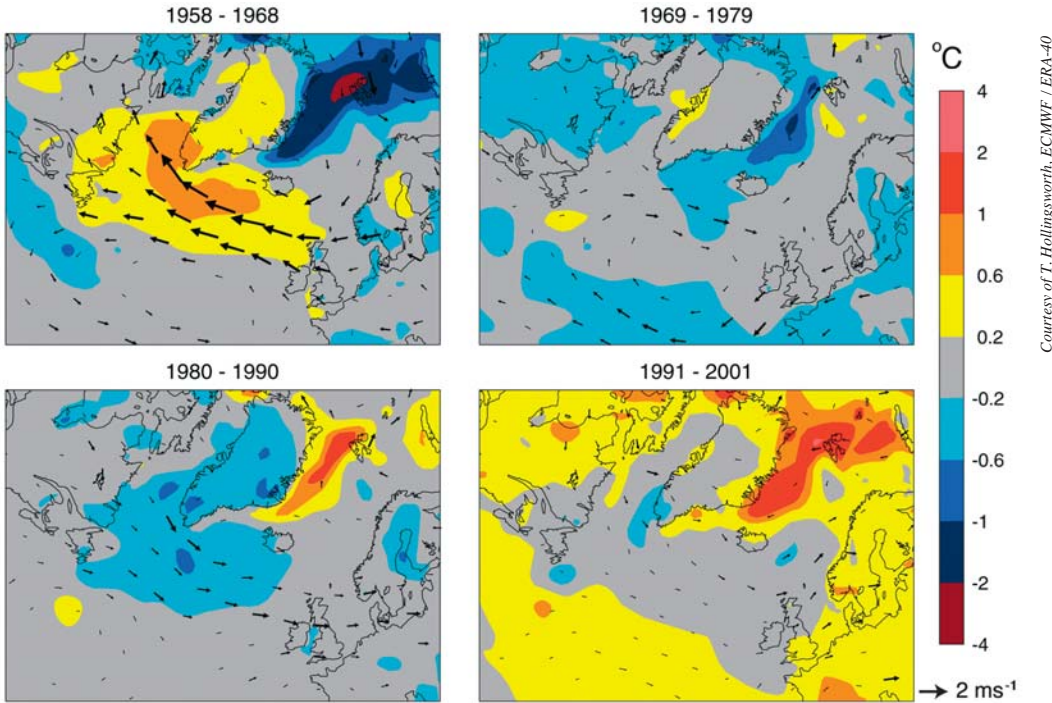 1958 - 1968
1969 - 1979
°C
4
2
1
0.6
0.2
-0.2
-0.6
-1
-2
-4
1980 - 1990
1991 - 2001
2 ms⁻¹
Courtesy of T. Hollingsworth, ECMWF / ERA-40